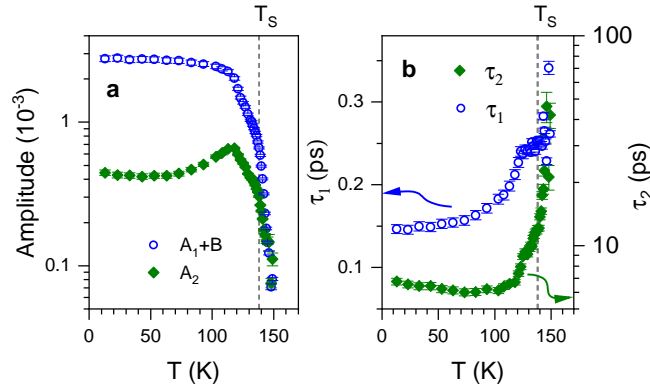 T_S
T_S
a
b
1
0.1
Amplitude (10^-3)
A_1+B
A_2
0 50 100 150
T (K)
τ_2
τ_1
0.3
0.2
0.1
τ_1 (ps)
100
10
τ_2 (ps)
0 50 100 150
T (K)